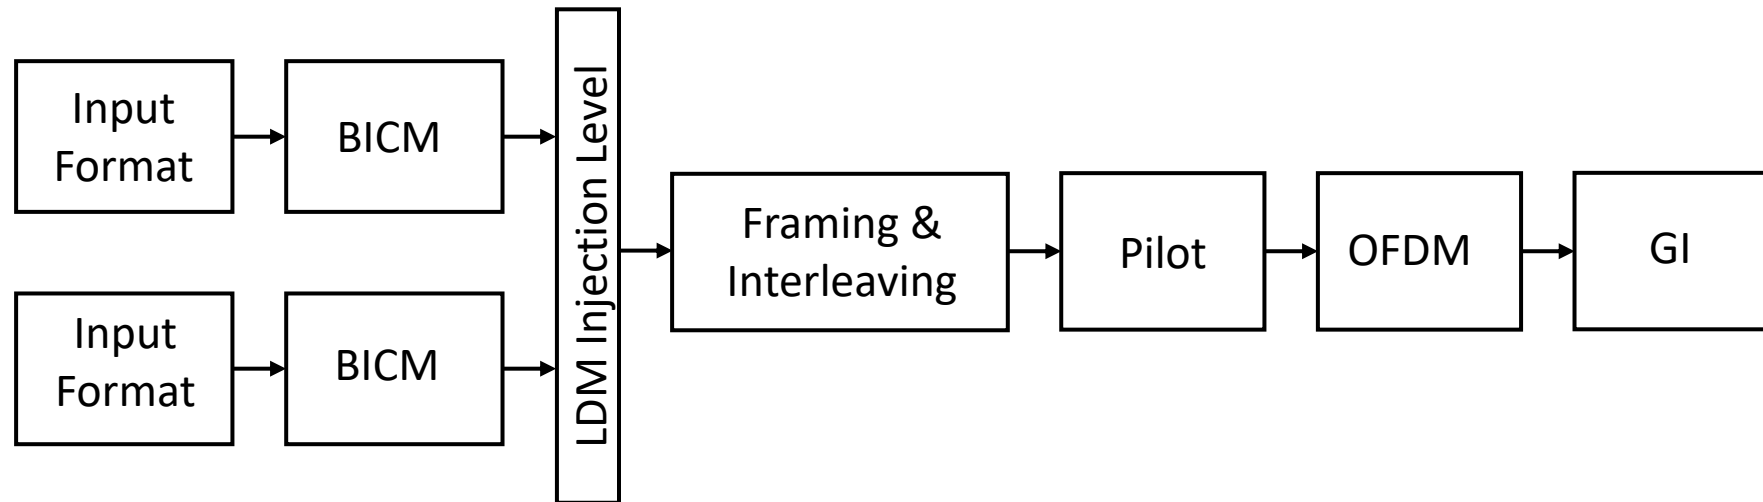 Input
Format
BICM
Input
Format
BICM
LDM Injection Level
Framing &
Interleaving
Pilot
OFDM
GI